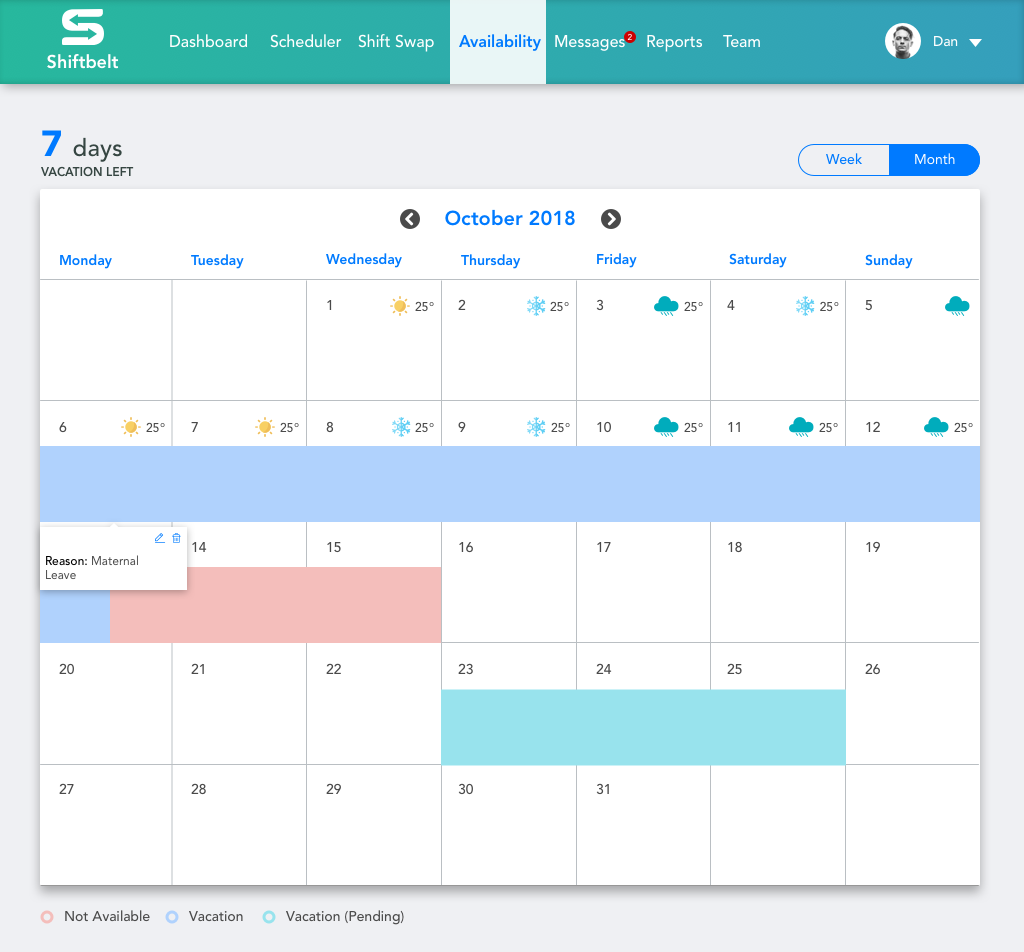 Shiftbelt
Dashboard Scheduler Shift Swap Availability Messages 2 Reports Team Dan
7 days
VACATION LEFT
Week Month
October 2018
Monday Tuesday Wednesday Thursday Friday Saturday Sunday
1 25° 2 25° 3 25° 4 25° 5
6 25° 7 25° 8 25° 9 25° 10 25° 11 25° 12 25°
14 15 16 17 18 19
Reason: Maternal
Leave
20 21 22 23 24 25 26
27 28 29 30 31
Not Available Vacation Vacation (Pending)